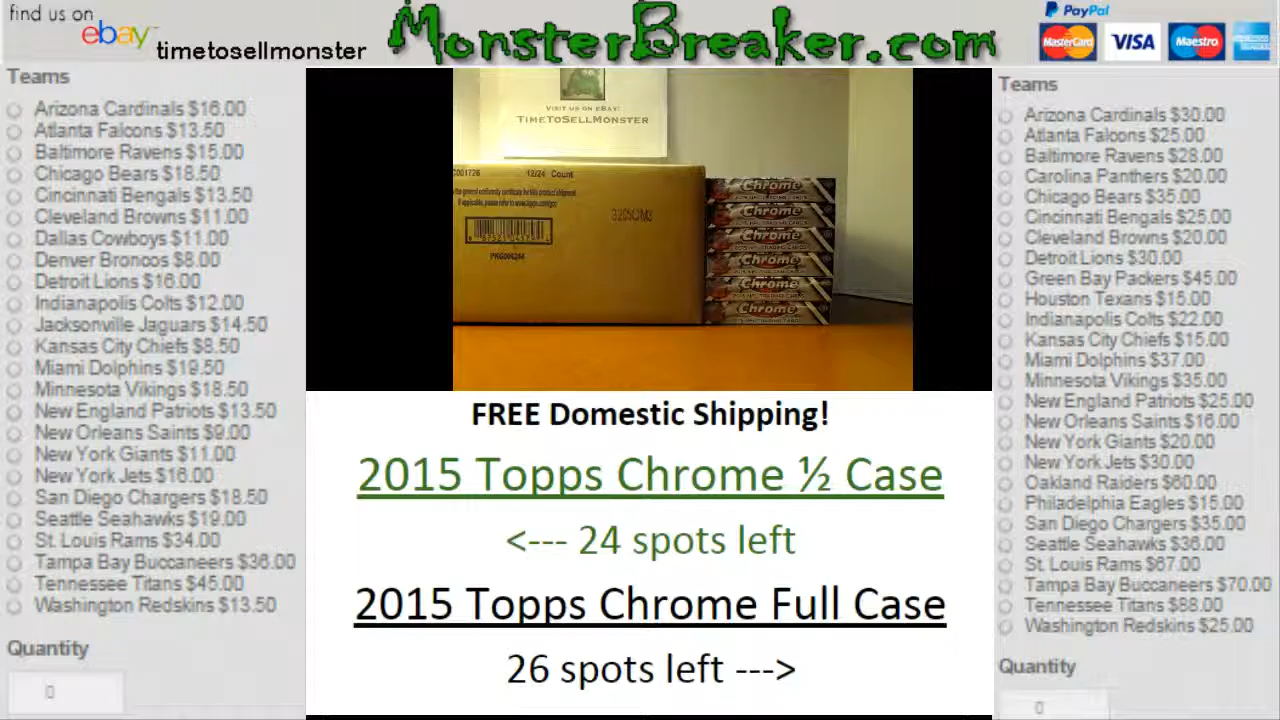 find us on
ebay timetosellmonster
MonsterBreaker.com
PayPal
MasterCard VISA Maestro
Teams
Arizona Cardinals $16.00
Atlanta Falcons $13.50
Baltimore Ravens $15.00
Chicago Bears $18.50
Cincinnati Bengals $13.50
Cleveland Browns $11.00
Dallas Cowboys $11.00
Denver Broncos $8.00
Detroit Lions $16.00
Indianapolis Colts $12.00
Jacksonville Jaguars $14.50
Kansas City Chiefs $8.50
Miami Dolphins $19.50
Minnesota Vikings $18.50
New England Patriots $13.50
New Orleans Saints $9.00
New York Giants $11.00
New York Jets $16.00
San Diego Chargers $18.50
Seattle Seahawks $19.00
St. Louis Rams $34.00
Tampa Bay Buccaneers $36.00
Tennessee Titans $45.00
Washington Redskins $13.50
Quantity
0
VISIT US ON EBAY!
TIMETOSELLMONSTER
C001726 12/24 Count
Chrome
Chrome
Chrome
Chrome
Chrome
Chrome
FREE Domestic Shipping!
2015 Topps Chrome ½ Case
<--- 24 spots left
2015 Topps Chrome Full Case
26 spots left --->
Teams
Arizona Cardinals $30.00
Atlanta Falcons $25.00
Baltimore Ravens $28.00
Carolina Panthers $20.00
Chicago Bears $35.00
Cincinnati Bengals $25.00
Cleveland Browns $20.00
Detroit Lions $30.00
Green Bay Packers $45.00
Houston Texans $15.00
Indianapolis Colts $22.00
Kansas City Chiefs $15.00
Miami Dolphins $37.00
Minnesota Vikings $35.00
New England Patriots $25.00
New Orleans Saints $16.00
New York Giants $20.00
New York Jets $30.00
Oakland Raiders $60.00
Philadelphia Eagles $15.00
San Diego Chargers $35.00
Seattle Seahawks $36.00
St. Louis Rams $67.00
Tampa Bay Buccaneers $70.00
Tennessee Titans $88.00
Washington Redskins $25.00
Quantity
0